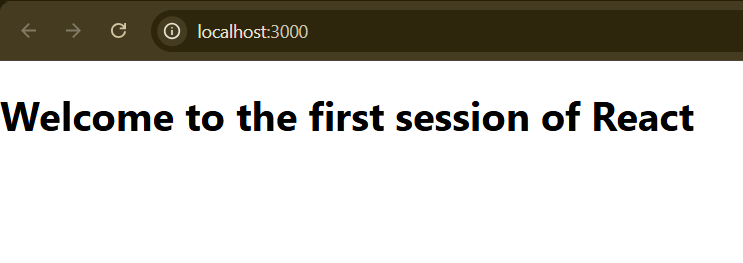 localhost:3000
Welcome to the first session of React